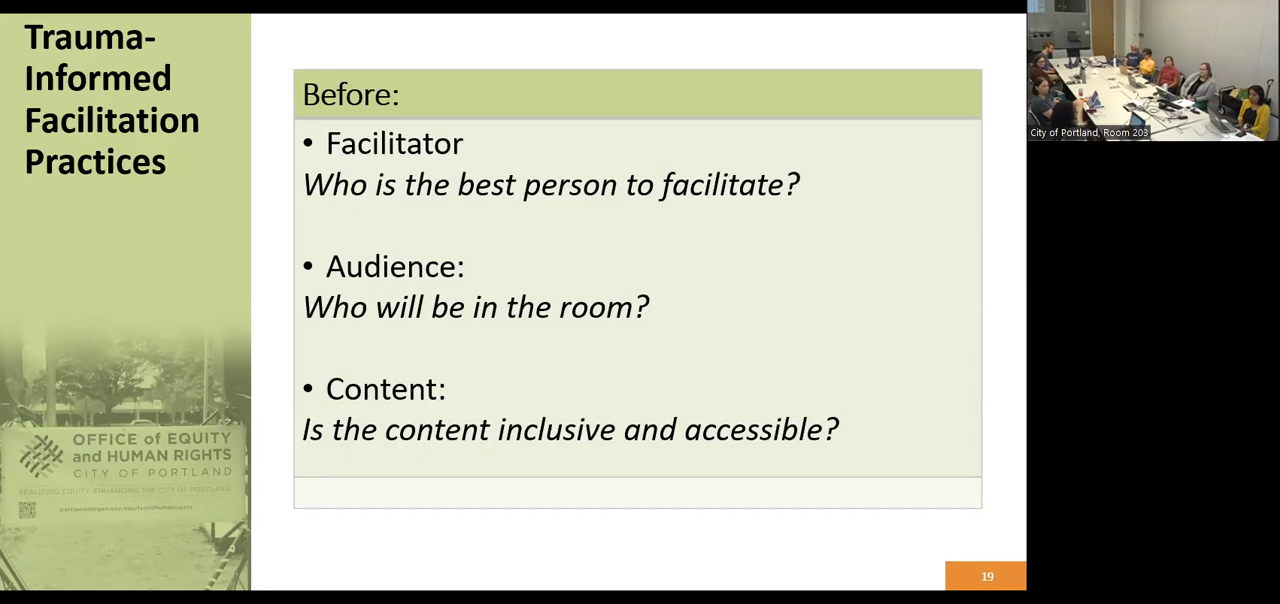 Trauma-
Informed
Facilitation
Practices
Before:
• Facilitator
Who is the best person to facilitate?
• Audience:
Who will be in the room?
• Content:
Is the content inclusive and accessible?
OFFICE of EQUITY
and HUMAN RIGHTS
CITY OF PORTLAND
REALIZING EQUITY ENHANCING THE CITY OF PORTLAND
19
City of Portland, Room 203